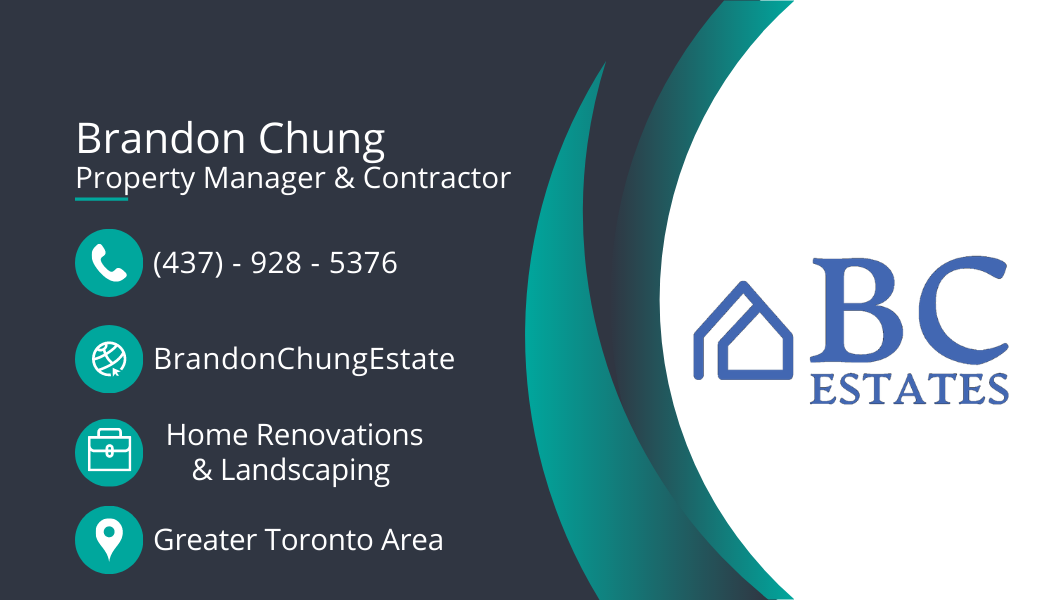 Brandon Chung
Property Manager & Contractor
(437) - 928 - 5376
BrandonChungEstate
Home Renovations
& Landscaping
Greater Toronto Area
BC
ESTATES